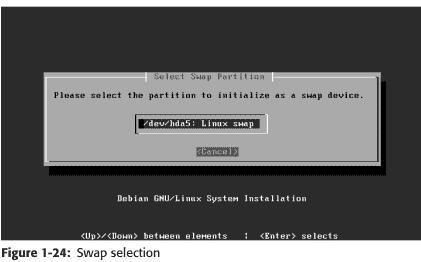 Select Swap Partition
Please select the partition to initialize as a swap device.
/dev/hda5: Linux swap
<Cancel>
Debian GNU/Linux System Installation
<Up>/<Down> between elements | <Enter> selects
Figure 1-24: Swap selection